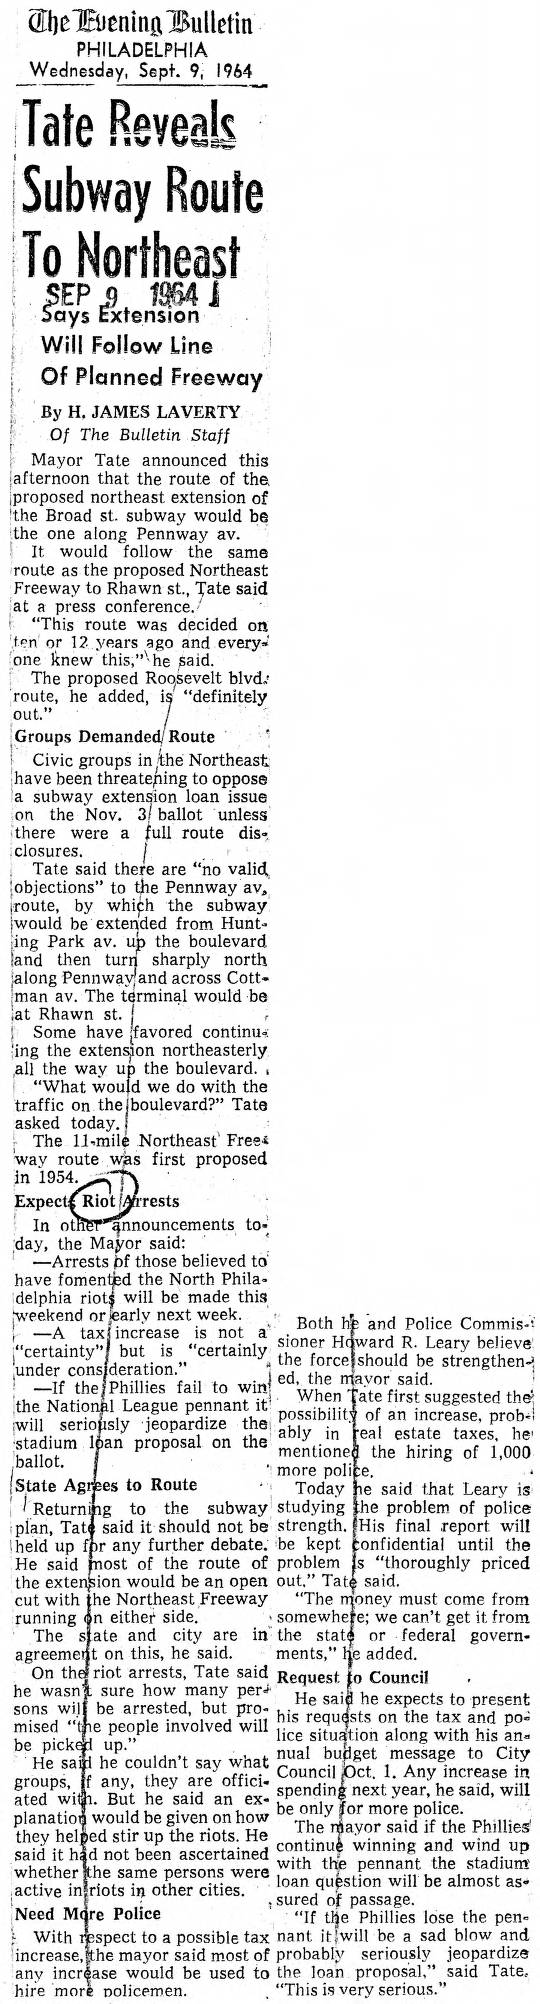 The Evening Bulletin
PHILADELPHIA
Wednesday, Sept. 9, 1964
Tate Reveals
Subway Route
To Northeast
SEP 9 1964
Says Extension
Will Follow Line
Of Planned Freeway
By H. JAMES LAVERTY
Of The Bulletin Staff
Mayor Tate announced this
afternoon that the route of the
proposed northeast extension of
the Broad st. subway would be
the one along Pennway av.
It would follow the same
route as the proposed Northeast
Freeway to Rhawn st., Tate said
at a press conference.
"This route was decided on
ten or 12 years ago and every-
one knew this," he said.
The proposed Roosevelt blvd.
route, he added, is "definitely
out."
Groups Demanded Route
Civic groups in the Northeast
have been threatening to oppose
a subway extension loan issue
on the Nov. 3 ballot unless
there were a full route dis-
closures.
Tate said there are "no valid
objections" to the Pennway av.
route, by which the subway
would be extended from Hunt-
ing Park av. up the boulevard
and then turn sharply north
along Pennway and across Cott-
man av. The terminal would be
at Rhawn st.
Some have favored continu-
ing the extension northeasterly
all the way up the boulevard.
"What would we do with the
traffic on the boulevard?" Tate
asked today.
The 11-mile Northeast Free-
way route was first proposed
in 1954.
Expects Riot Arrests
In other announcements to-
day, the Mayor said:
—Arrests of those believed to
have fomented the North Phila-
delphia riots will be made this
weekend or early next week.
—A tax increase is not a
"certainty" but is "certainly
under consideration."
—If the Phillies fail to win
the National League pennant it
will seriously jeopardize the
stadium loan proposal on the
ballot.
State Agrees to Route
Returning to the subway
plan, Tate said it should not be
held up for any further debate.
He said most of the route of
the extension would be an open
cut with the Northeast Freeway
running on either side.
The state and city are in
agreement on this, he said.
On the riot arrests, Tate said
he wasn't sure how many per-
sons will be arrested, but pro-
mised "the people involved will
be picked up."
He said he couldn't say what
groups, if any, they are offici-
ated with. But he said an ex-
planation would be given on how
they helped stir up the riots. He
said it had not been ascertained
whether the same persons were
active in riots in other cities.
Need More Police
With respect to a possible tax
increase, the mayor said most of
any increase would be used to
hire more policemen.
Both he and Police Commis-
sioner Howard R. Leary believe
the force should be strengthen-
ed, the mayor said.
When Tate first suggested the
possibility of an increase, prob-
ably in real estate taxes, he
mentioned the hiring of 1,000
more police.
Today he said that Leary is
studying the problem of police
strength. His final report will
be kept confidential until the
problem is "thoroughly priced
out," Tate said.
"The money must come from
somewhere; we can't get it from
the state or federal govern-
ments," he added.
Request to Council
He said he expects to present
his requests on the tax and po-
lice situation along with his an-
nual budget message to City
Council Oct. 1. Any increase in
spending next year, he said, will
be only for more police.
The mayor said if the Phillies
continue winning and wind up
with the pennant the stadium
loan question will be almost as-
sured of passage.
"If the Phillies lose the pen-
nant it will be a sad blow and
probably seriously jeopardize
the loan proposal," said Tate.
"This is very serious."